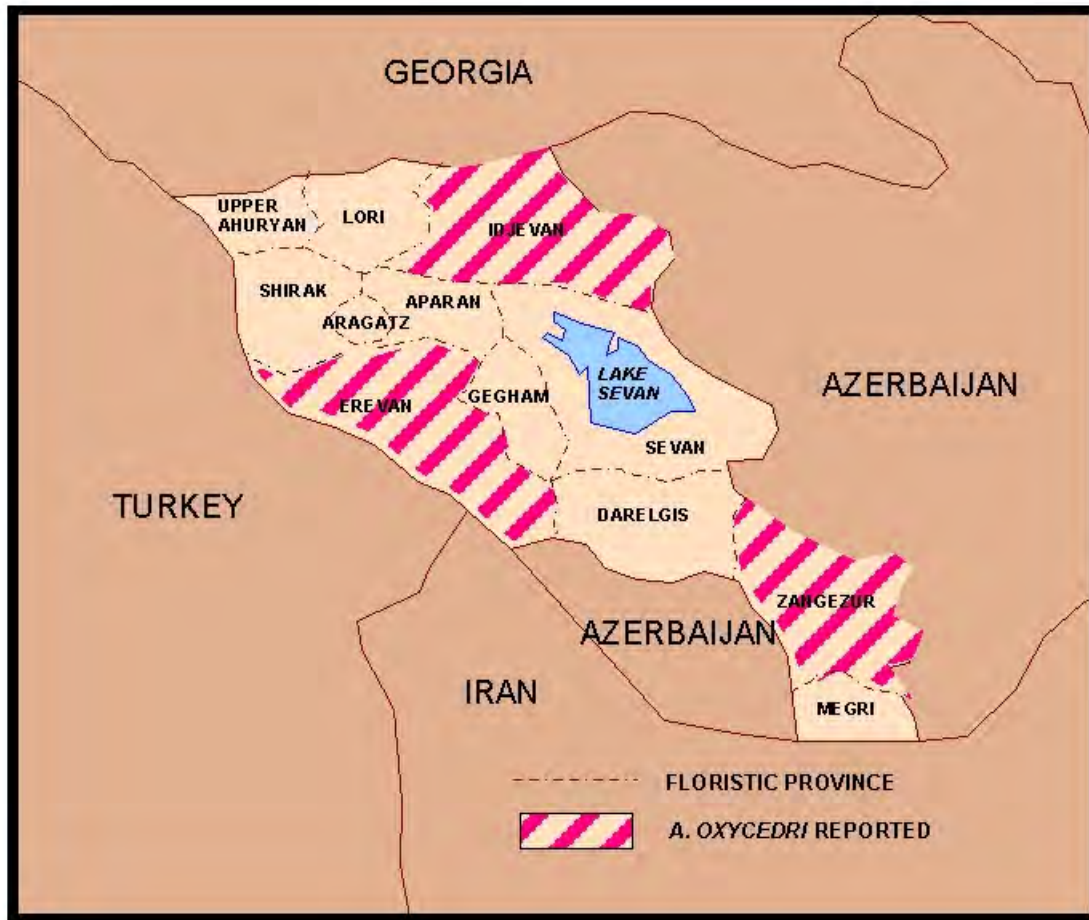 GEORGIA
UPPER
AHURYAN
LORI
IDJEVAN
SHIRAK
APARAN
ARAGATZ
LAKE
SEVAN
AZERBAIJAN
EREVAN
GEGHAM
SEVAN
TURKEY
DARELGIS
ZANGEZUR
AZERBAIJAN
IRAN
MEGRI
FLORISTIC PROVINCE
A. OXYCEDRI REPORTED